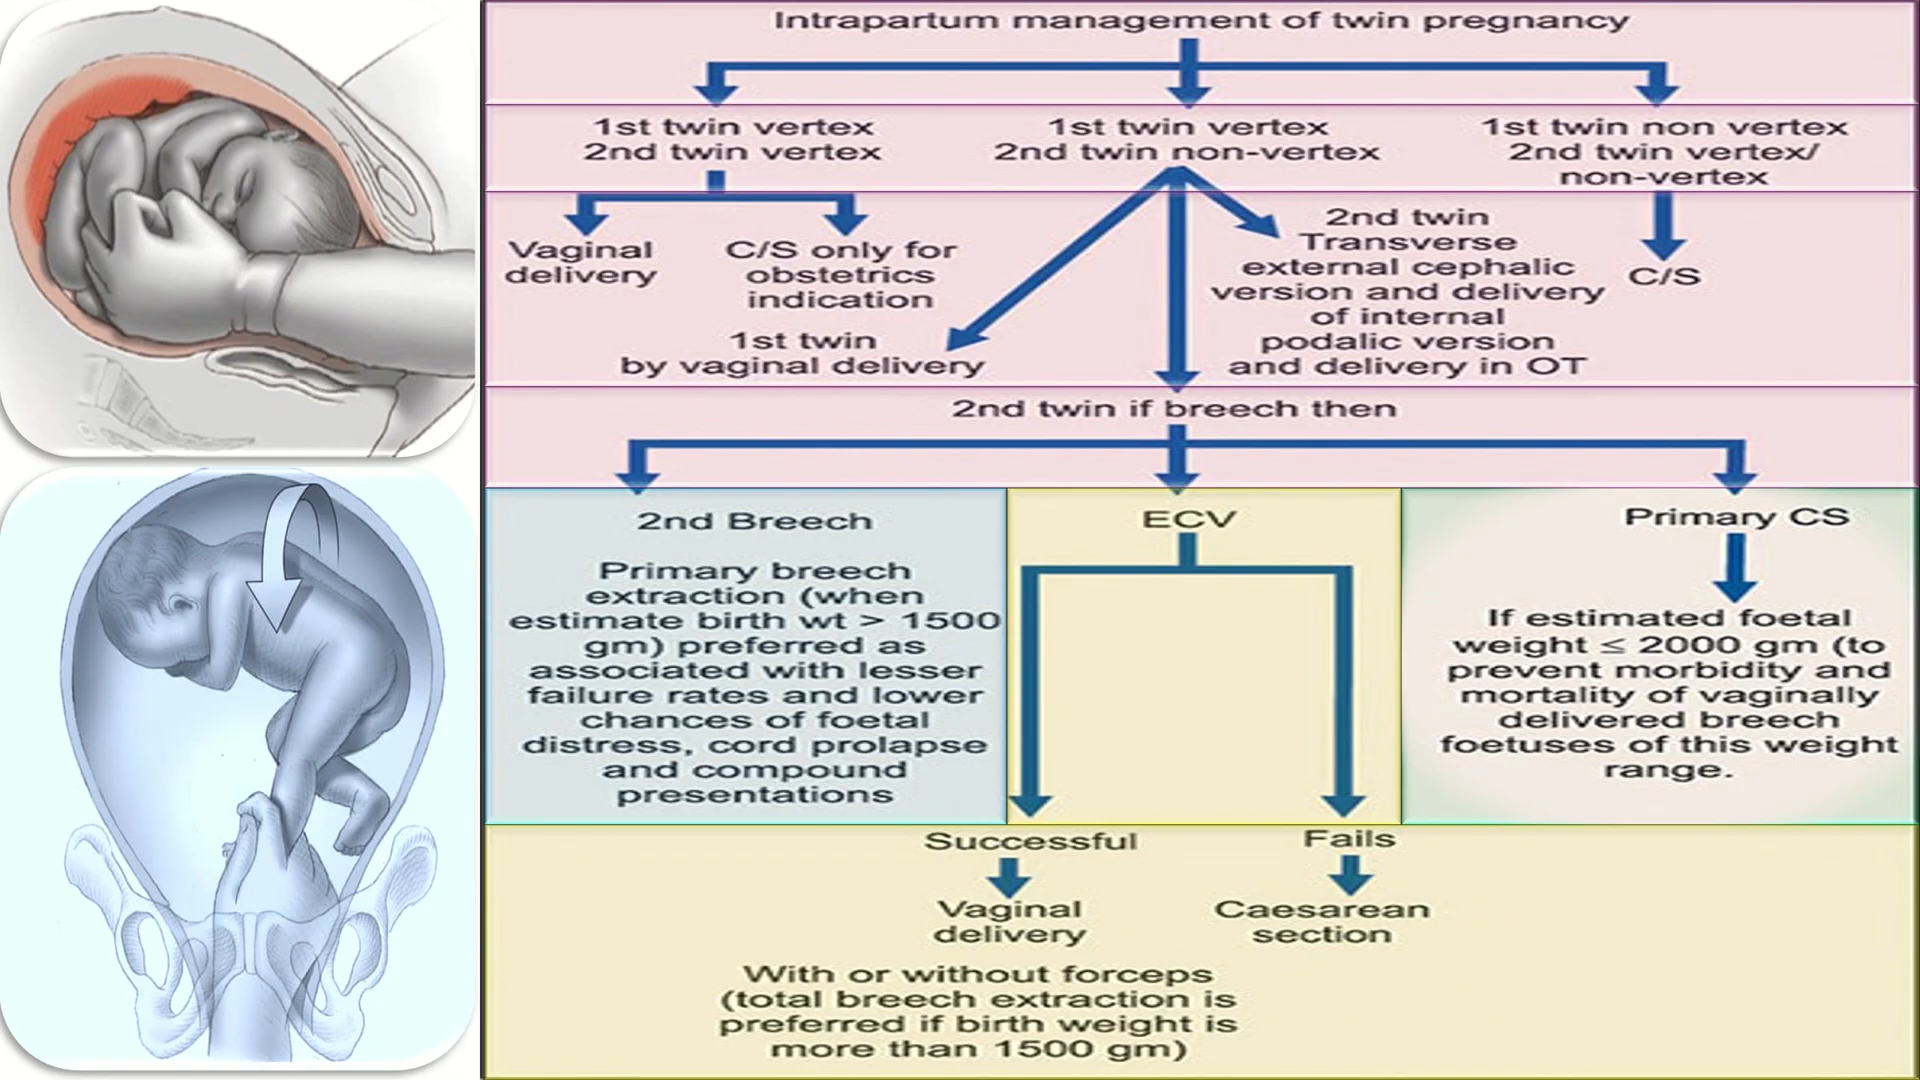 Intrapartum management of twin pregnancy
1st twin vertex
2nd twin vertex
1st twin vertex
2nd twin non-vertex
1st twin non vertex
2nd twin vertex/
non-vertex
Vaginal
delivery
C/S only for
obstetrics
indication
1st twin
by vaginal delivery
2nd twin
Transverse
external cephalic
version and delivery
of internal
podalic version
and delivery in OT
C/S
2nd twin if breech then
2nd Breech
Primary breech
extraction (when
estimate birth wt > 1500
gm) preferred as
associated with lesser
failure rates and lower
chances of foetal
distress, cord prolapse
and compound
presentations
ECV
Primary CS
If estimated foetal
weight ≤ 2000 gm (to
prevent morbidity and
mortality of vaginally
delivered breech
foetuses of this weight
range.
Successful
Fails
Vaginal
delivery
Caesarean
section
With or without forceps
(total breech extraction is
preferred if birth weight is
more than 1500 gm)